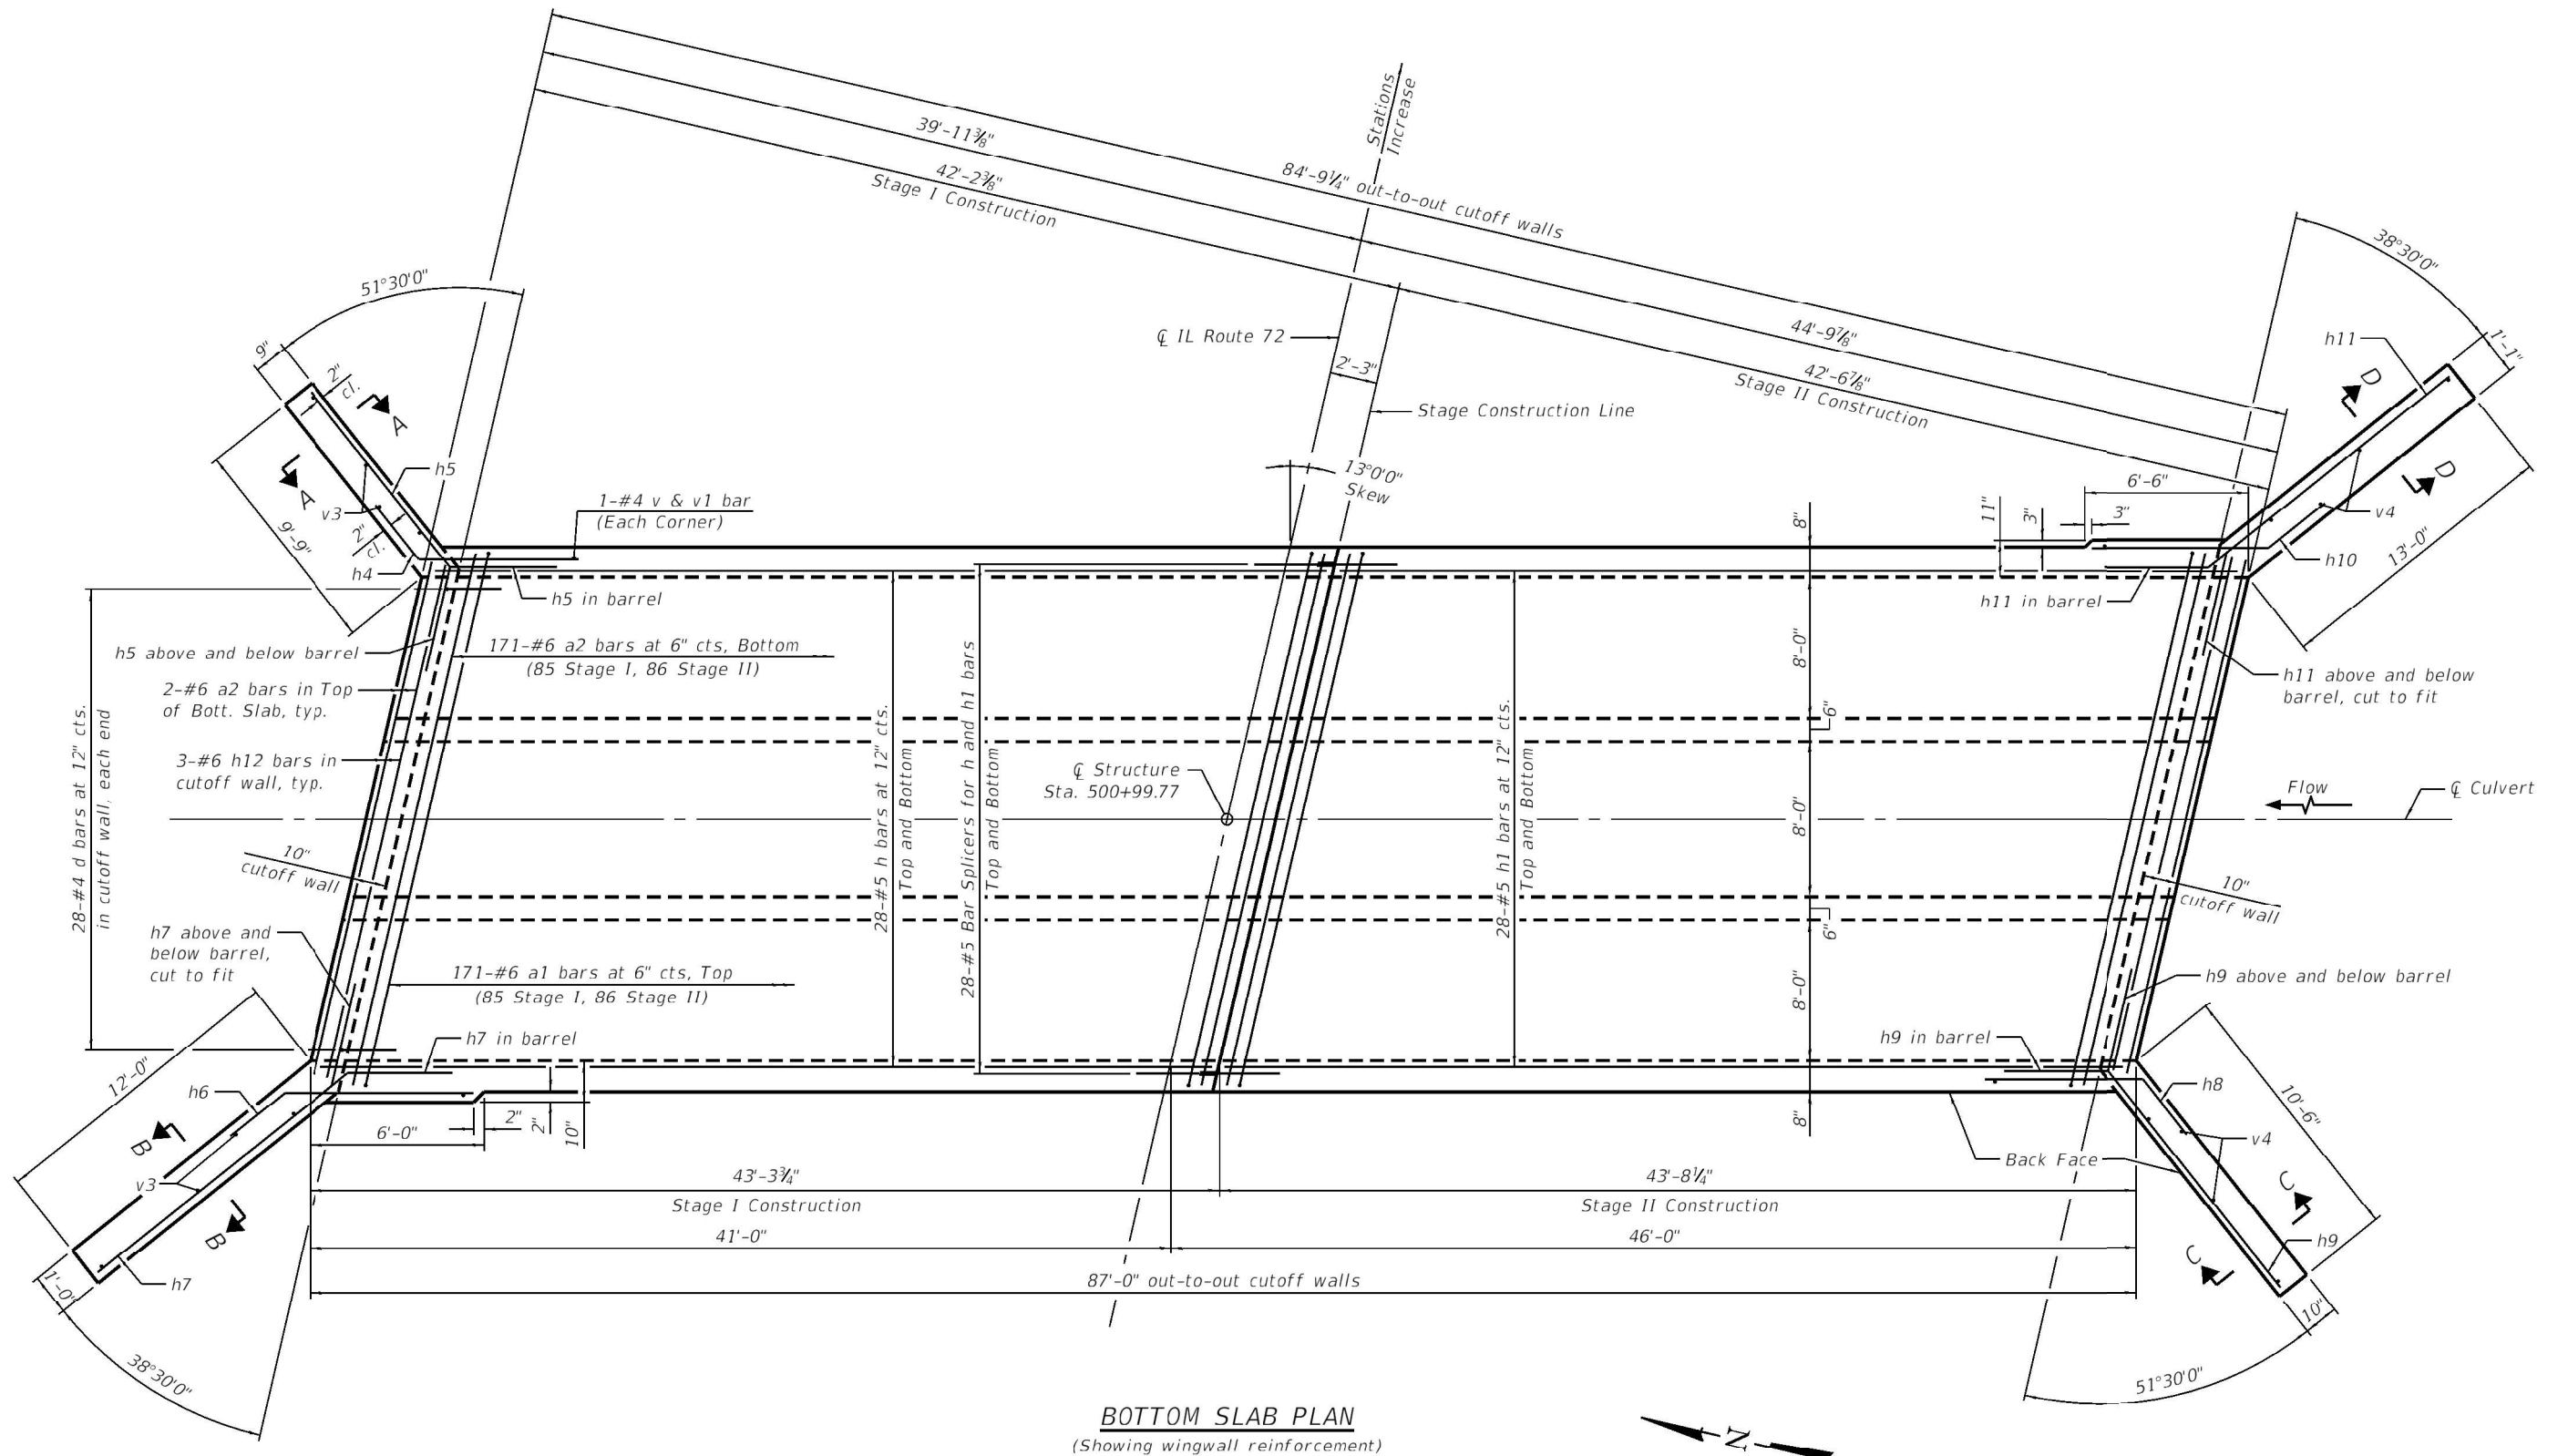 39'-11⅜"
42'-2⅜"
Stage I Construction
Stations
Increase
84'-9¼" out-to-out cutoff walls
44'-9⅞"
42'-6⅞"
Stage II Construction
51°30'0"
38°30'0"
℄ IL Route 72
2'-3"
Stage Construction Line
13°0'0"
Skew
9"
2"
cl.
A
A
h5
v3
9'-9"
2"
cl.
h4
1-#4 v & v1 bar
(Each Corner)
h5 in barrel
h11
1'-1"
D
D
6'-6"
3"
11"
3"
v4
h10
13'-0"
h11 in barrel
8"
h5 above and below barrel
171-#6 a2 bars at 6" cts, Bottom
(85 Stage I, 86 Stage II)
2-#6 a2 bars in Top
of Bott. Slab, typ.
3-#6 h12 bars in
cutoff wall, typ.
28-#4 d bars at 12" cts.
in cutoff wall, each end
28-#5 h bars at 12" cts.
Top and Bottom
28-#5 Bar Splicers for h and h1 bars
Top and Bottom
28-#5 h1 bars at 12" cts.
Top and Bottom
8'-0"
6"
8'-0"
6"
8'-0"
8"
h11 above and below
barrel, cut to fit
℄ Structure
Sta. 500+99.77
Flow
℄ Culvert
10"
cutoff wall
10"
cutoff wall
h7 above and
below barrel,
cut to fit
171-#6 a1 bars at 6" cts, Top
(85 Stage I, 86 Stage II)
h7 in barrel
h9 above and below barrel
h9 in barrel
12'-0"
h6
B
B
v3
h7
1'-0"
38°30'0"
6'-0"
2"
2"
10"
h8
10'-6"
v4
Back Face
C
C
h9
10"
51°30'0"
43'-3¾"
Stage I Construction
43'-8¼"
Stage II Construction
41'-0"
46'-0"
87'-0" out-to-out cutoff walls
BOTTOM SLAB PLAN
(Showing wingwall reinforcement)
N